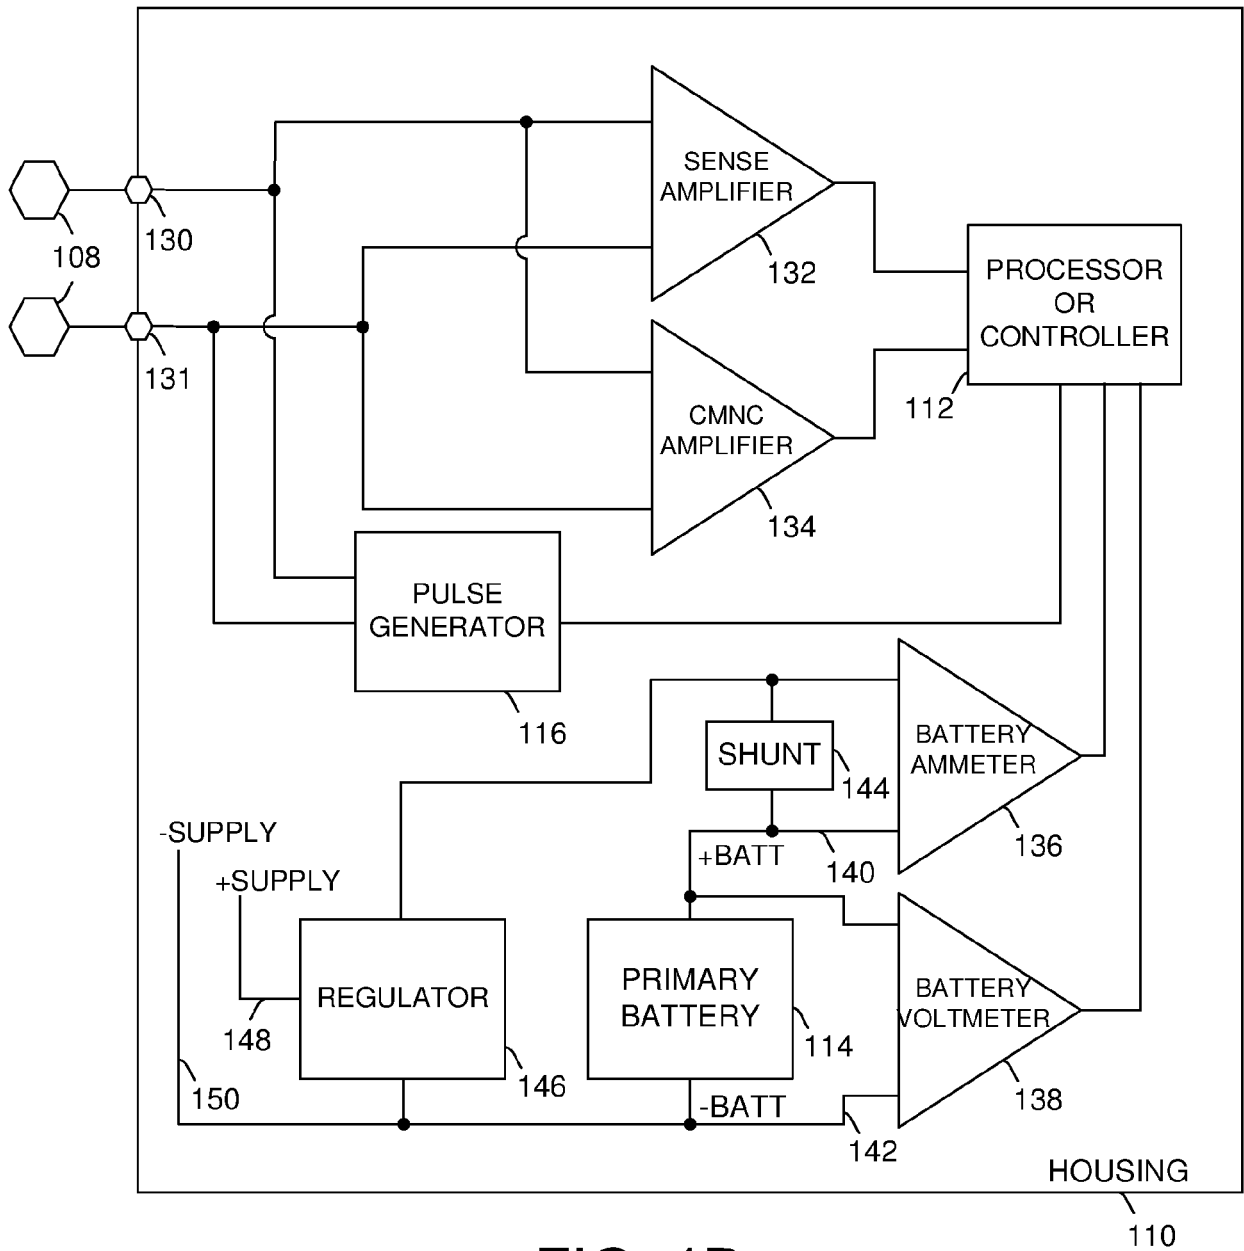 SENSE
AMPLIFIER
130
108
132
PROCESSOR
OR
CONTROLLER
131
112
CMNC
AMPLIFIER
134
PULSE
GENERATOR
116
BATTERY
AMMETER
SHUNT
144
136
-SUPPLY
+BATT
140
+SUPPLY
REGULATOR
PRIMARY
BATTERY
BATTERY
VOLTMETER
148
114
150
146
138
-BATT
142
HOUSING
110